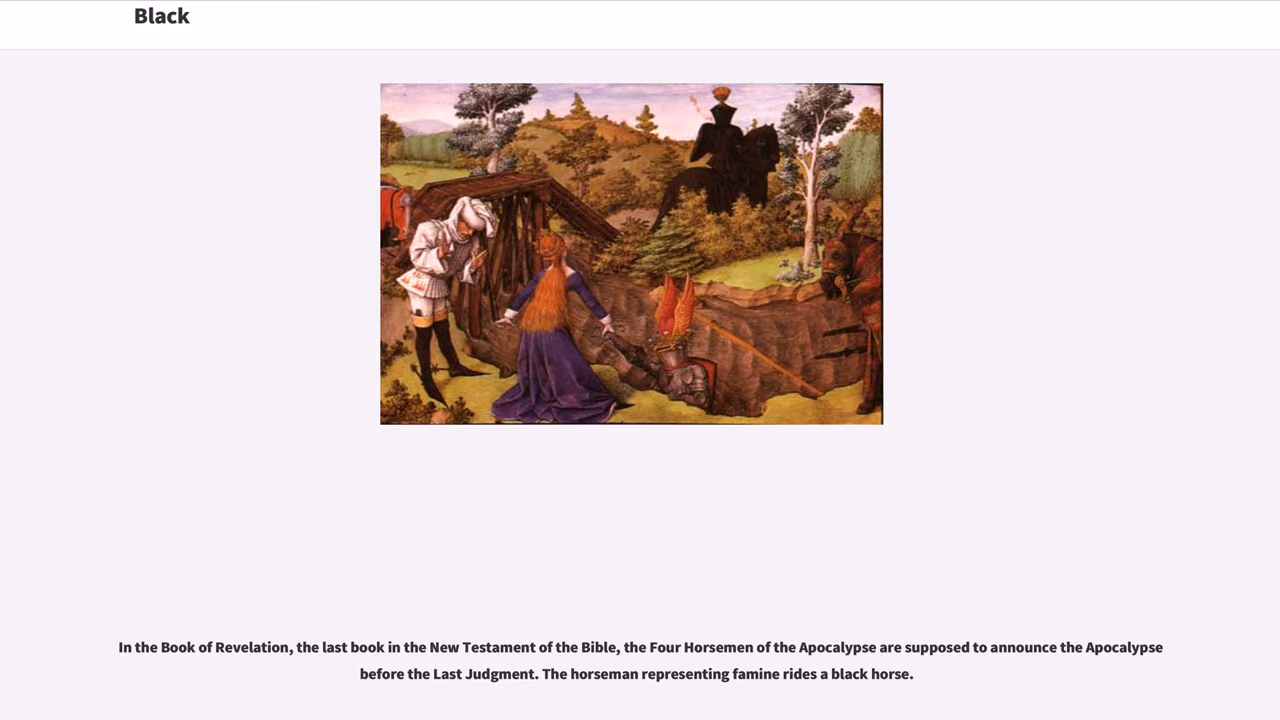 Black
In the Book of Revelation, the last book in the New Testament of the Bible, the Four Horsemen of the Apocalypse are supposed to announce the Apocalypse
before the Last Judgment. The horseman representing famine rides a black horse.